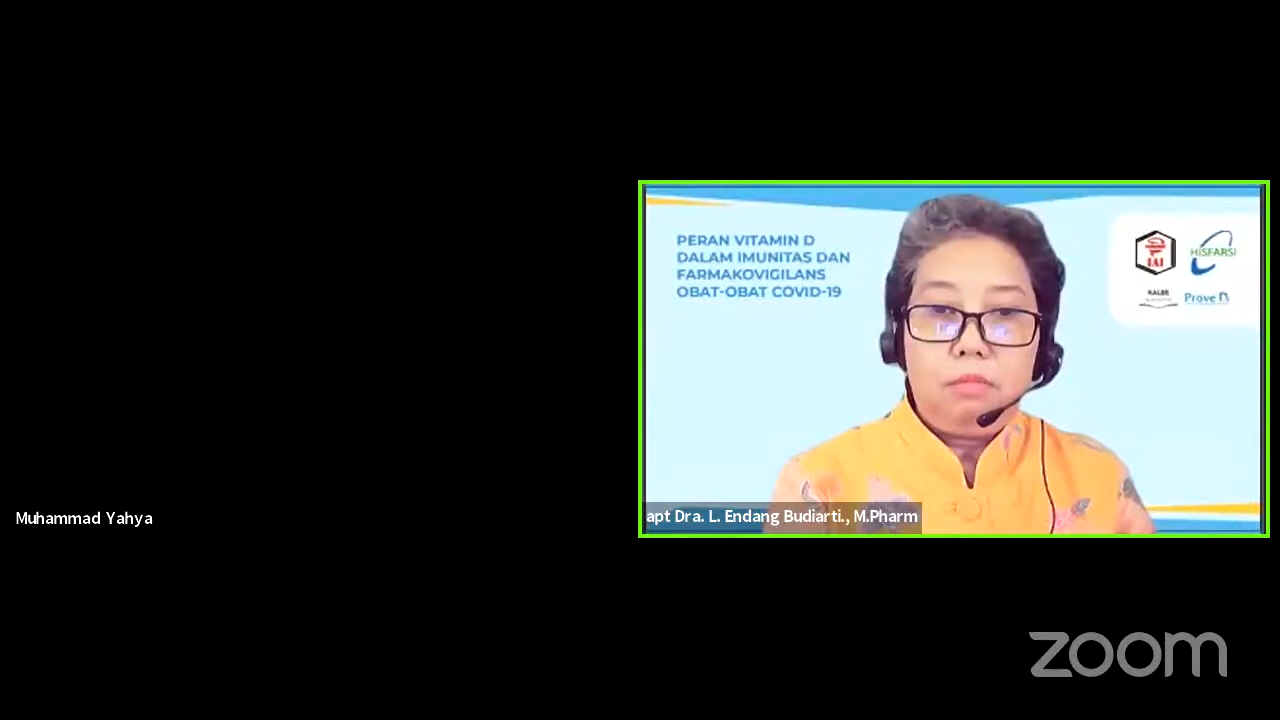 PERAN VITAMIN D
DALAM IMUNITAS DAN
FARMAKOVIGILANS
OBAT-OBAT COVID-19
IAI
HISFARSI
KALBE
Prove D
Muhammad Yahya
apt Dra. L. Endang Budiarti., M.Pharm
zoom